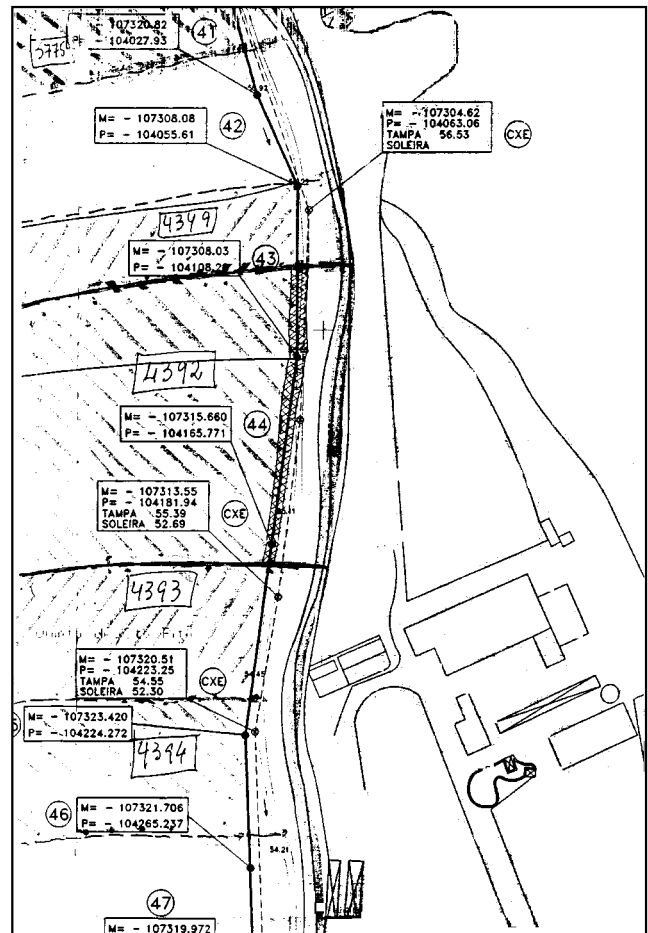 - 107320.82
- 104027.93
41
3775
M= - 107308.08
P= - 104055.61
42
M= - 107304.62
P= - 104063.06
TAMPA 56.53
SOLEIRA
CXE
4349
M= - 107308.03
43
4392
M= - 107315.660
P= - 104165.771
44
M= - 107313.55
P= - 104181.94
TAMPA 55.39
SOLEIRA 52.69
CXE
4393
M= - 107320.51
P= - 104223.25
TAMPA 54.55
SOLEIRA 52.30
CXE
M= - 107323.420
P= - 104224.272
4394
46
M= - 107321.706
P= - 104265.237
54.21
47
M= - 107319.972